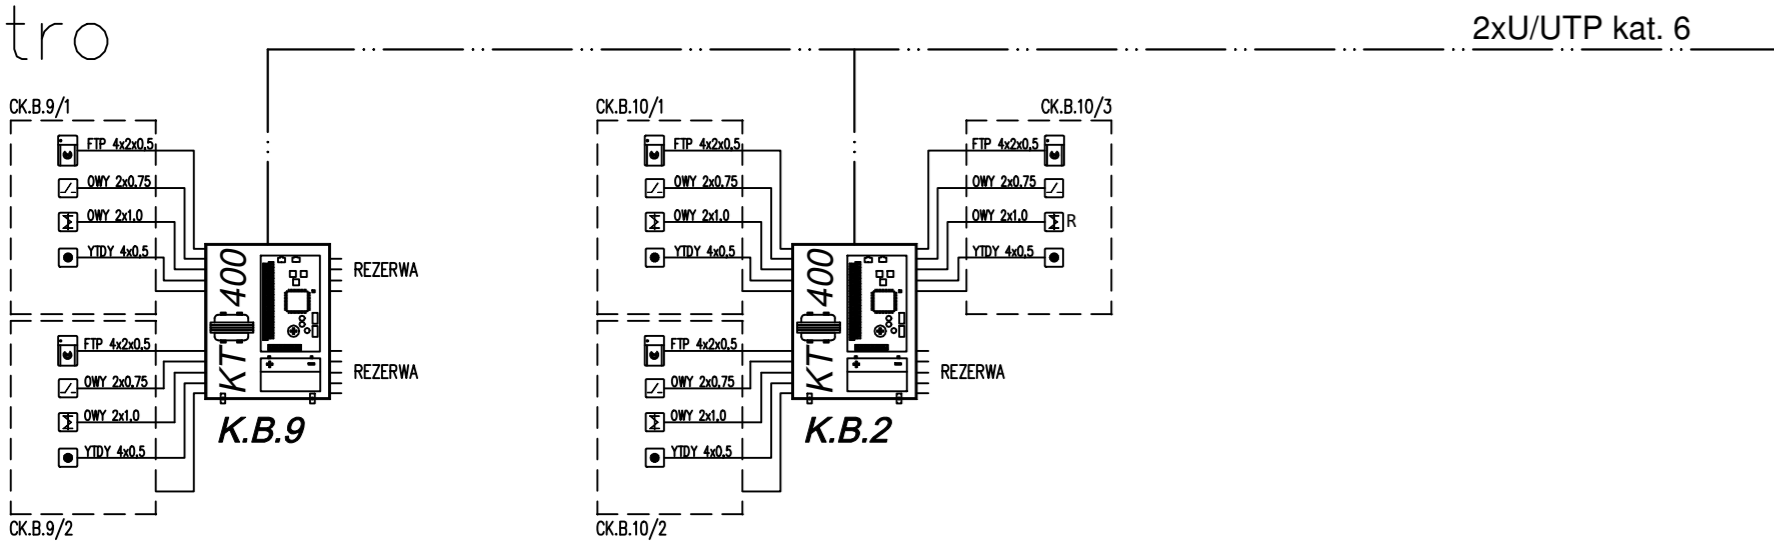 tro
2xU/UTP kat. 6
CK.B.9/1
FTP 4x2x0.5
OWY 2x0.75
OWY 2x1.0
YTDY 4x0.5
KT 400
REZERWA
REZERWA
FTP 4x2x0.5
OWY 2x0.75
OWY 2x1.0
YTDY 4x0.5
K.B.9
CK.B.9/2
CK.B.10/1
FTP 4x2x0.5
OWY 2x0.75
OWY 2x1.0
YTDY 4x0.5
CK.B.10/3
FTP 4x2x0.5
OWY 2x0.75
OWY 2x1.0
R
YTDY 4x0.5
KT 400
REZERWA
FTP 4x2x0.5
OWY 2x0.75
OWY 2x1.0
YTDY 4x0.5
K.B.2
CK.B.10/2